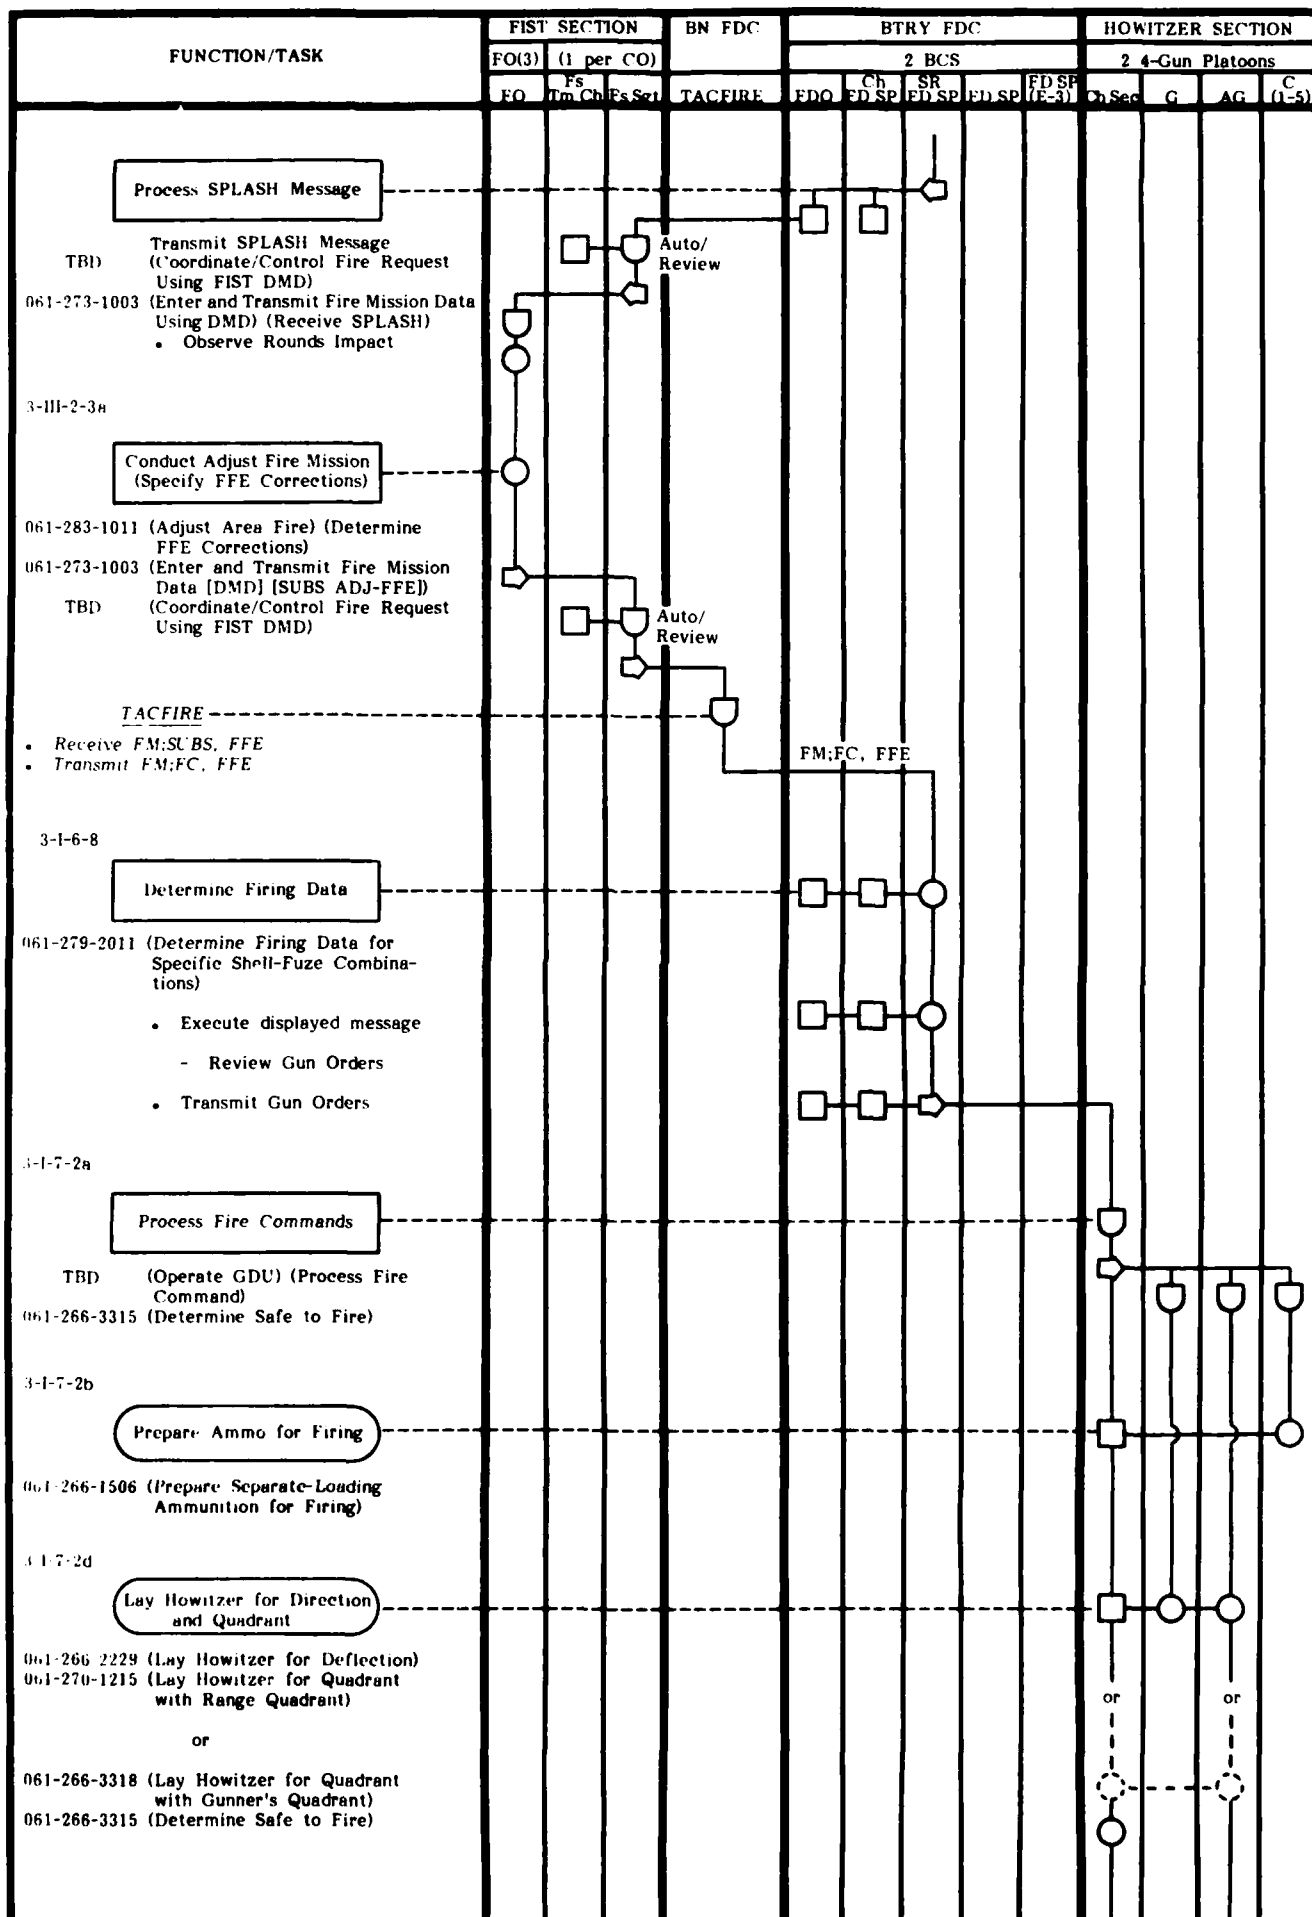 FUNCTION/TASK
FIST SECTION
BN FDC
BTRY FDC
HOWITZER SECTION
FO(3)
(1 per CO)
2 BCS
2 4-Gun Platoons
FO
Fs Tm Ch
Fs Sgt
TACFIRE
FDO
Ch FD SP
SR FD SP
FD SP
FD SP (E-3)
Ch Sec
G
AG
C (1-5)
Process SPLASH Message
Transmit SPLASH Message
TBD (Coordinate/Control Fire Request
Using FIST DMD)
Auto/
Review
061-273-1003 (Enter and Transmit Fire Mission Data
Using DMD) (Receive SPLASH)
• Observe Rounds Impact
3-III-2-3a
Conduct Adjust Fire Mission
(Specify FFE Corrections)
061-283-1011 (Adjust Area Fire) (Determine
FFE Corrections)
061-273-1003 (Enter and Transmit Fire Mission
Data [DMD] [SUBS ADJ-FFE])
TBD (Coordinate/Control Fire Request
Using FIST DMD)
Auto/
Review
TACFIRE
• Receive FM;SUBS, FFE
• Transmit FM;FC, FFE
FM;FC, FFE
3-I-6-8
Determine Firing Data
061-279-2011 (Determine Firing Data for
Specific Shell-Fuze Combina-
tions)
• Execute displayed message
- Review Gun Orders
• Transmit Gun Orders
3-I-7-2a
Process Fire Commands
TBD (Operate GDU) (Process Fire
Command)
061-266-3315 (Determine Safe to Fire)
3-I-7-2b
Prepare Ammo for Firing
061-266-1506 (Prepare Separate-Loading
Ammunition for Firing)
3-I-7-2d
Lay Howitzer for Direction
and Quadrant
061-266-2229 (Lay Howitzer for Deflection)
061-270-1215 (Lay Howitzer for Quadrant
with Range Quadrant)
or
or
or
061-266-3318 (Lay Howitzer for Quadrant
with Gunner's Quadrant)
061-266-3315 (Determine Safe to Fire)